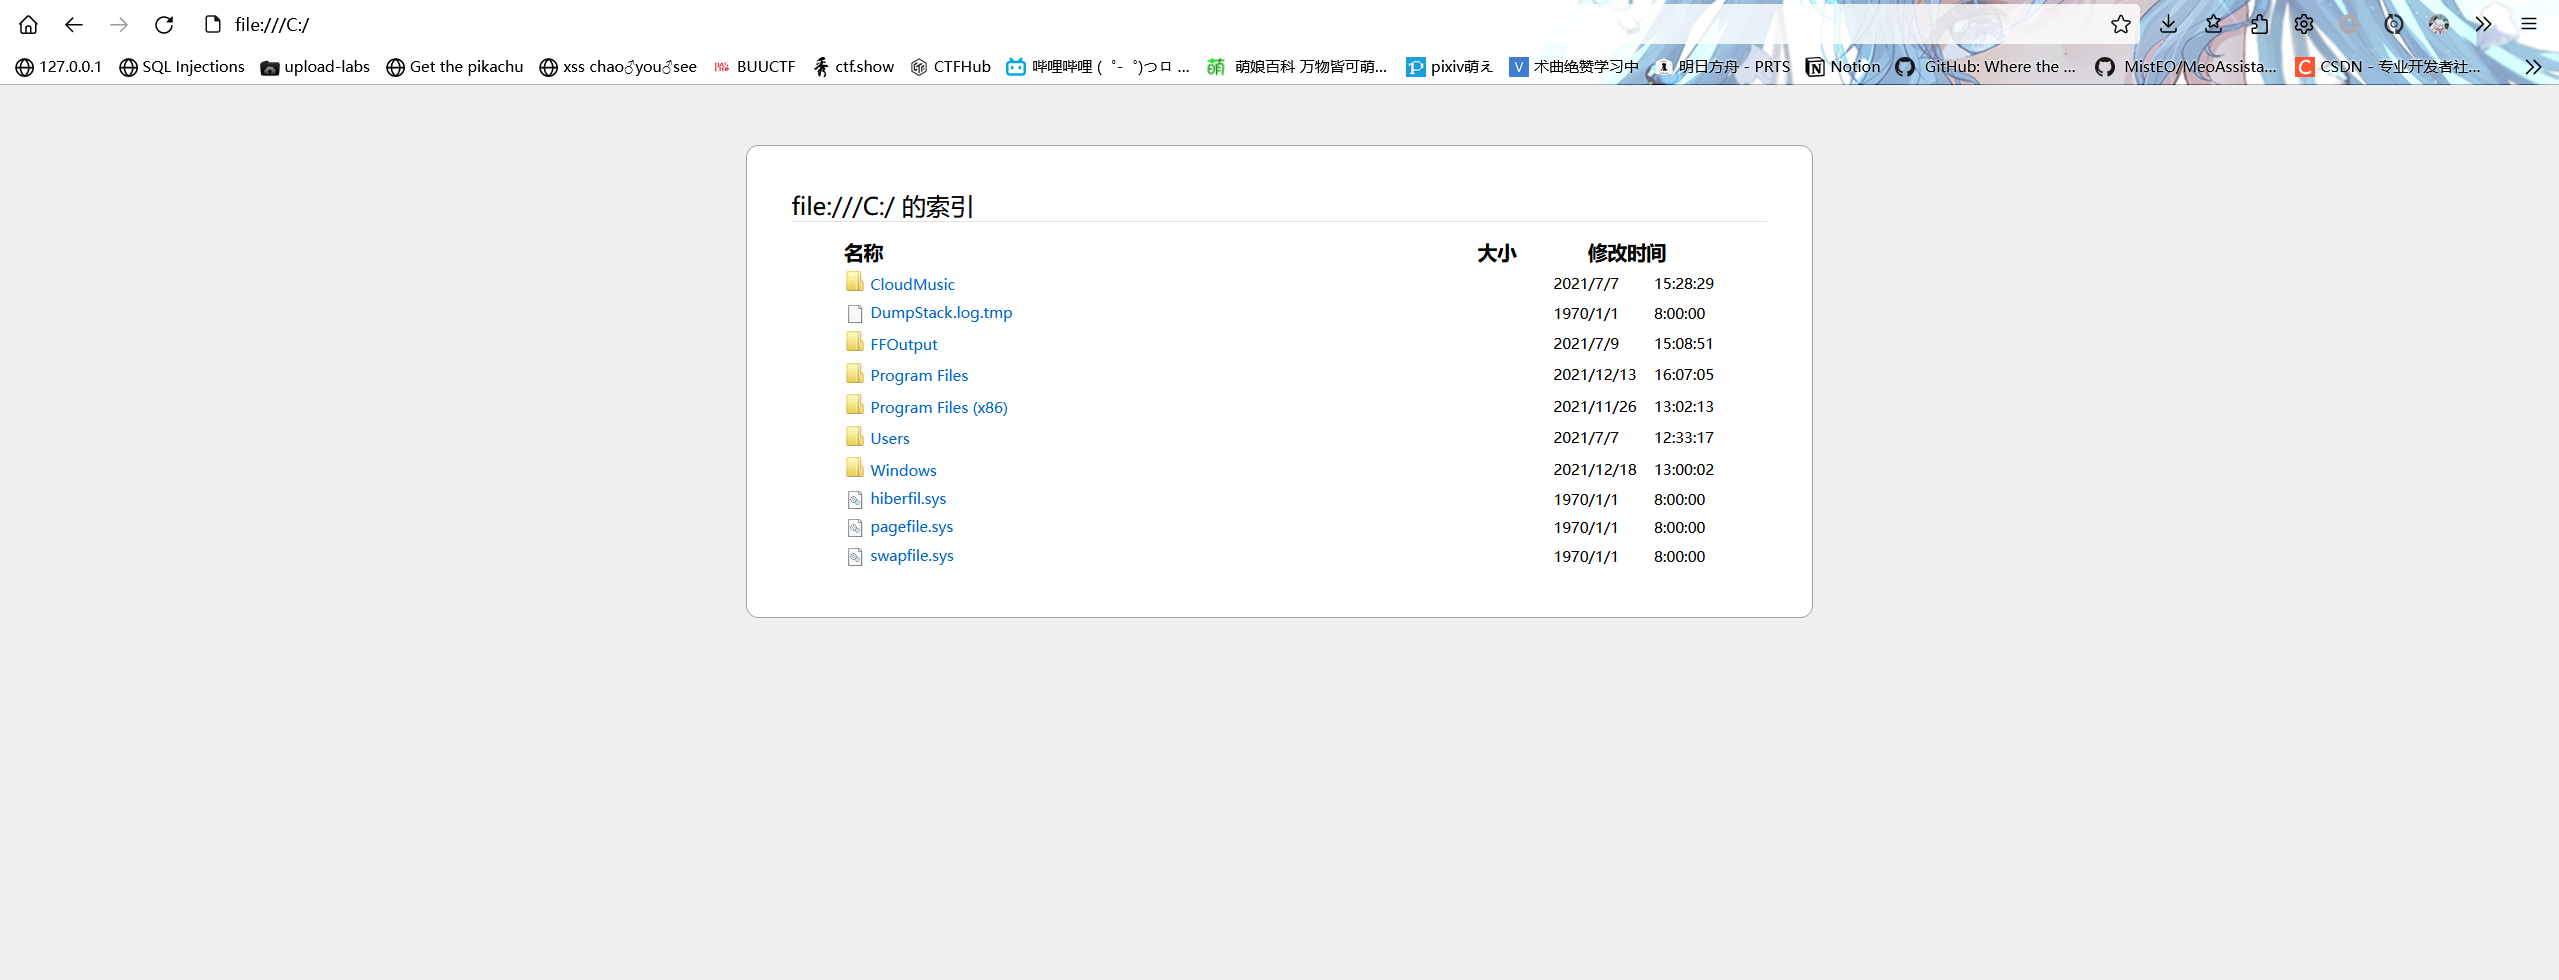 file:///C:/
127.0.0.1 SQL Injections upload-labs Get the pikachu xss chao♂you♂see BUUCTF ctf.show CTFHub 哔哩哔哩 (゜-゜)つロ ... 萌娘百科 万物皆可萌... pixiv萌え 术曲绝赞学习中 明日方舟 - PRTS Notion GitHub: Where the ... MistEO/MeoAssista... CSDN - 专业开发者社...
file:///C:/ 的索引
名称 大小 修改时间
CloudMusic 2021/7/7 15:28:29
DumpStack.log.tmp 1970/1/1 8:00:00
FFOutput 2021/7/9 15:08:51
Program Files 2021/12/13 16:07:05
Program Files (x86) 2021/11/26 13:02:13
Users 2021/7/7 12:33:17
Windows 2021/12/18 13:00:02
hiberfil.sys 1970/1/1 8:00:00
pagefile.sys 1970/1/1 8:00:00
swapfile.sys 1970/1/1 8:00:00